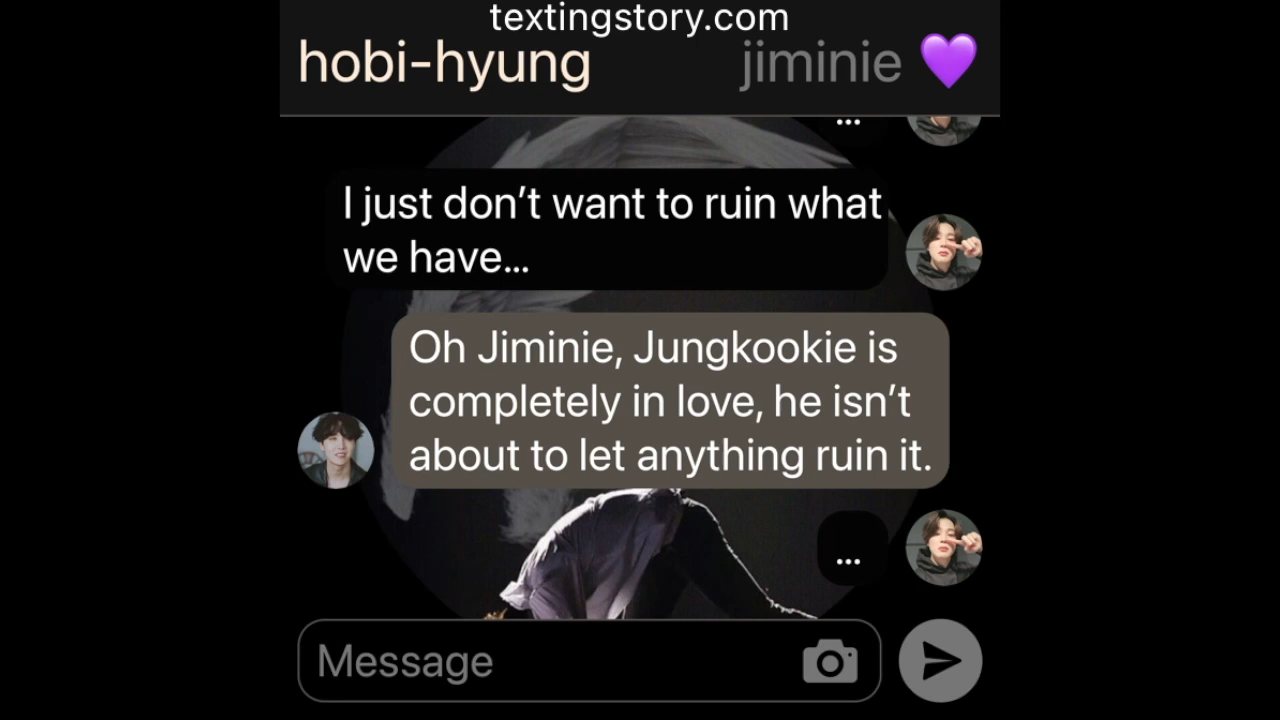 textingstory.com
hobi-hyung
jiminie 💜
...
I just don’t want to ruin what
we have...
Oh Jiminie, Jungkookie is
completely in love, he isn’t
about to let anything ruin it.
...
Message